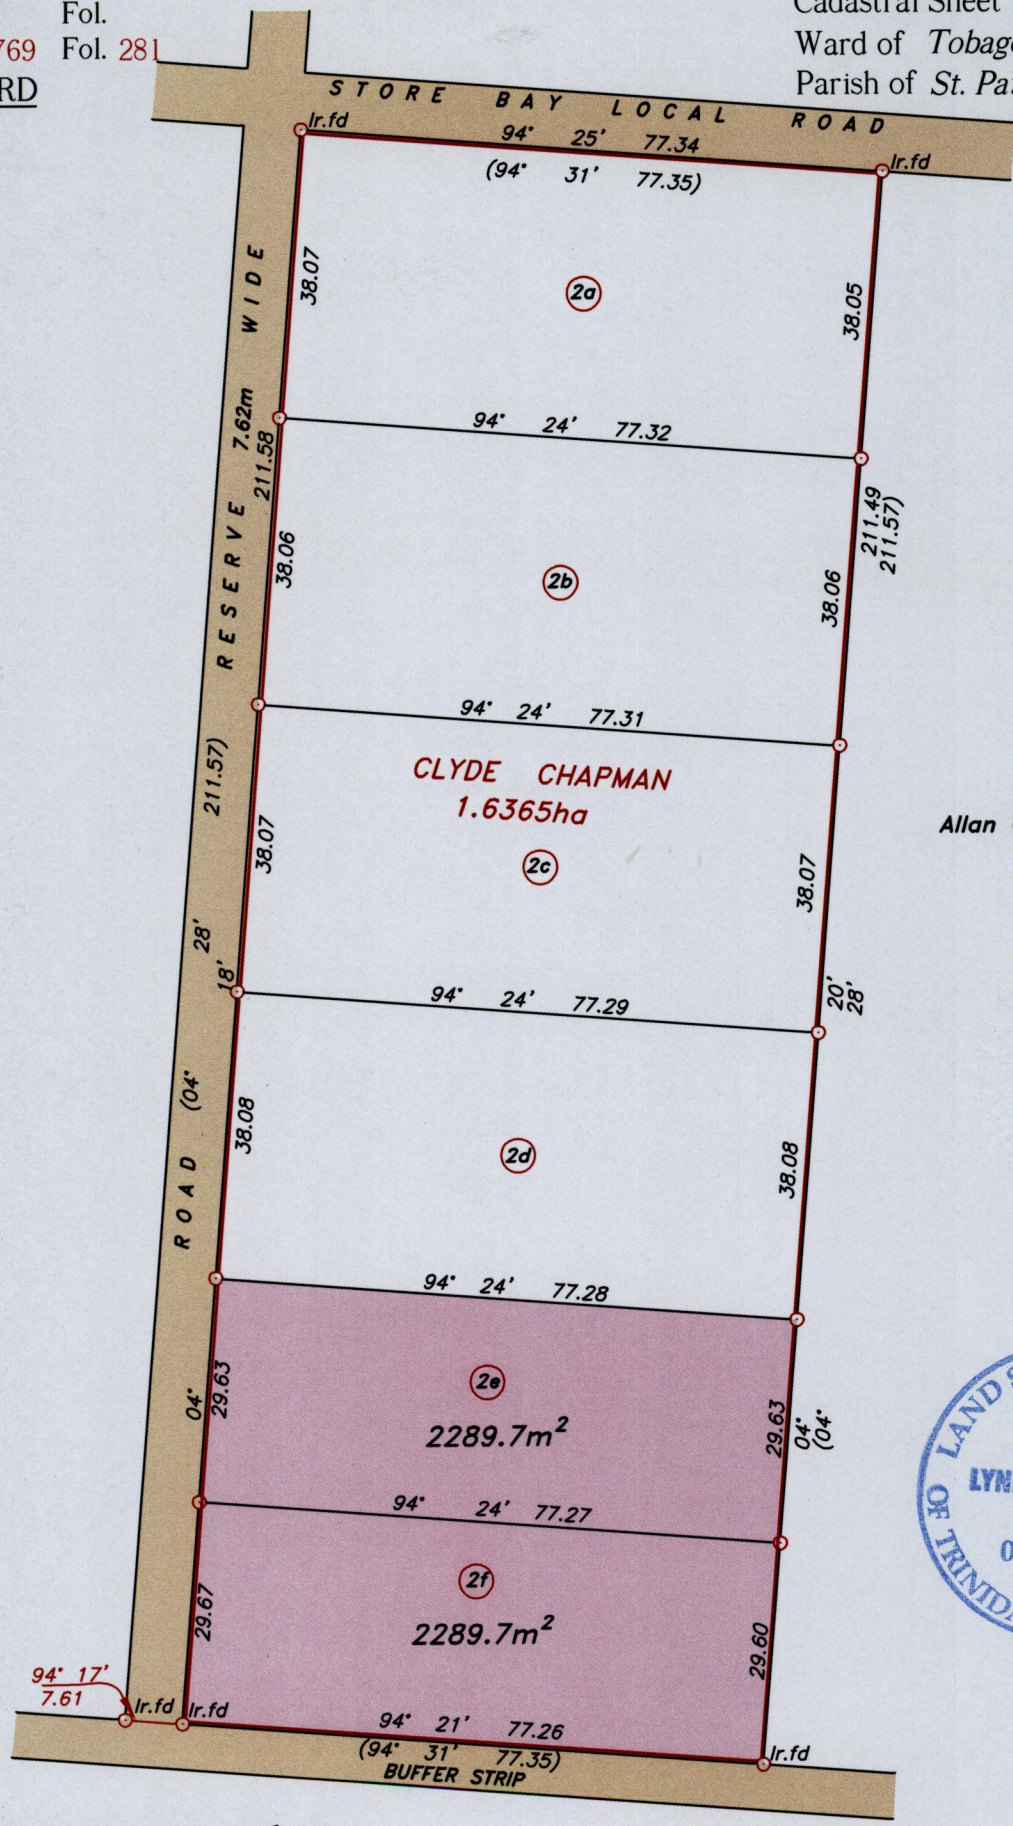 Fol.
769 Fol. 281
RD
Cadastral Sheet
Ward of Tobago
Parish of St. Pa
STORE BAY LOCAL ROAD
Ir.fd
94° 25' 77.34
Ir.fd
(94° 31' 77.35)
38.07
2a
38.05
ROAD RESERVE 7.62m WIDE
94° 24' 77.32
04° 18' 211.58
(04° 28' 211.57)
04° 20' 211.49
(04° 28' 211.57)
38.06
2b
38.06
94° 24' 77.31
CLYDE CHAPMAN
1.6365ha
Allan
38.07
2c
38.07
94° 24' 77.29
38.08
2d
38.08
94° 24' 77.28
29.63
2e
2289.7m²
29.63
94° 24' 77.27
29.67
2f
2289.7m²
29.60
94° 17'
7.61
Ir.fd
Ir.fd
94° 21' 77.26
Ir.fd
(94° 31' 77.35)
BUFFER STRIP
LAND S
LYN
0
OF TRINIDA